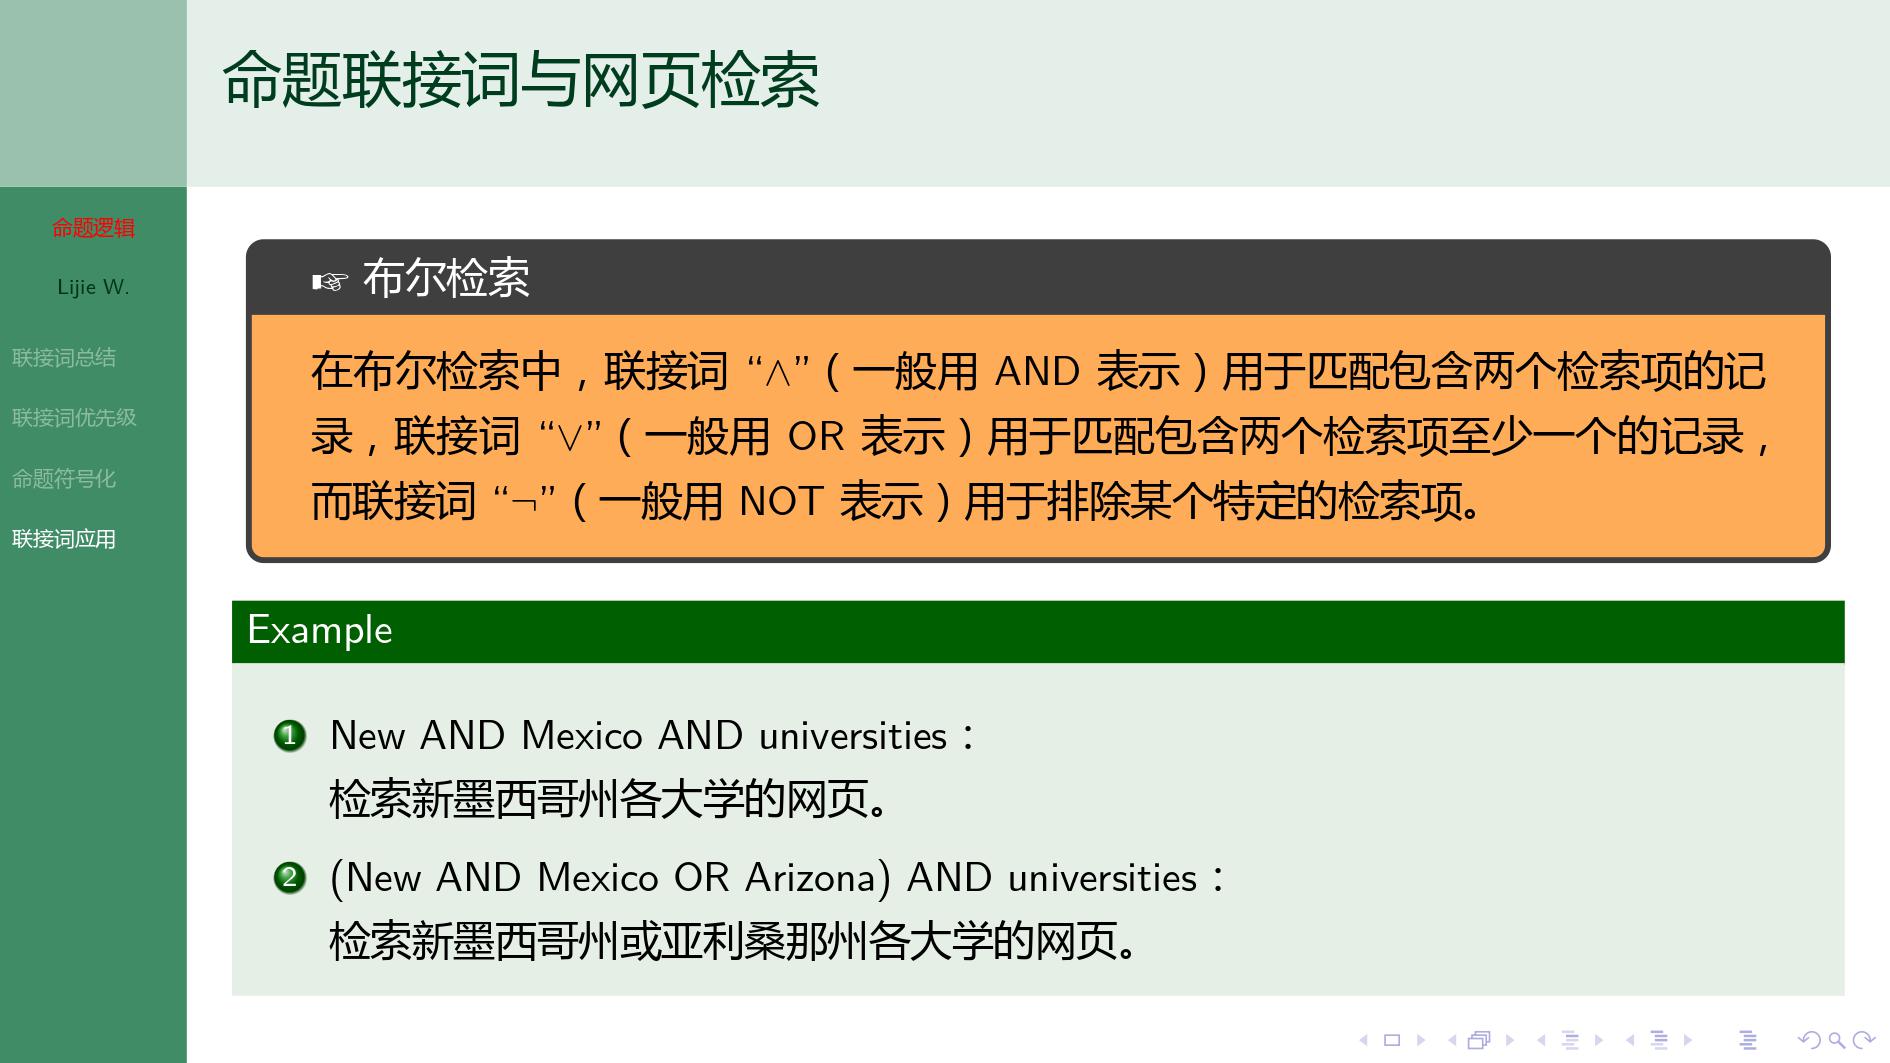 命题联接词与网页检索
命题逻辑
Lijie W.
联接词总结
联接词优先级
命题符号化
联接词应用
☞ 布尔检索
在布尔检索中，联接词 “∧”（一般用 AND 表示）用于匹配包含两个检索项的记
录，联接词 “∨”（一般用 OR 表示）用于匹配包含两个检索项至少一个的记录，
而联接词 “¬”（一般用 NOT 表示）用于排除某个特定的检索项。
Example
1 New AND Mexico AND universities：
检索新墨西哥州各大学的网页。
2 (New AND Mexico OR Arizona) AND universities：
检索新墨西哥州或亚利桑那州各大学的网页。